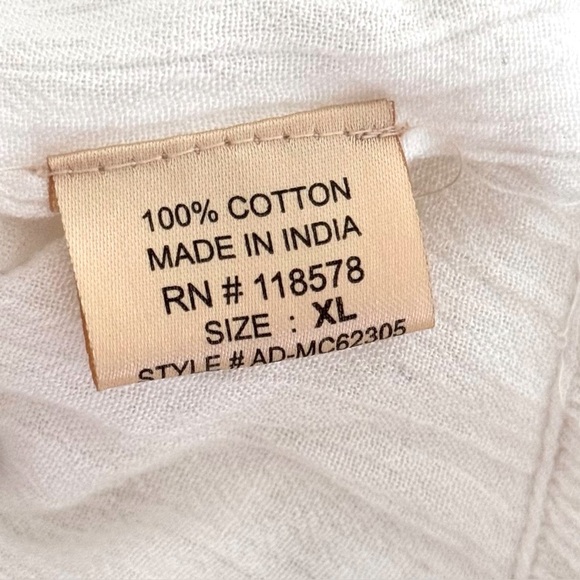 100% COTTON
MADE IN INDIA
RN # 118578
SIZE : XL
STYLE # AD-MC62305